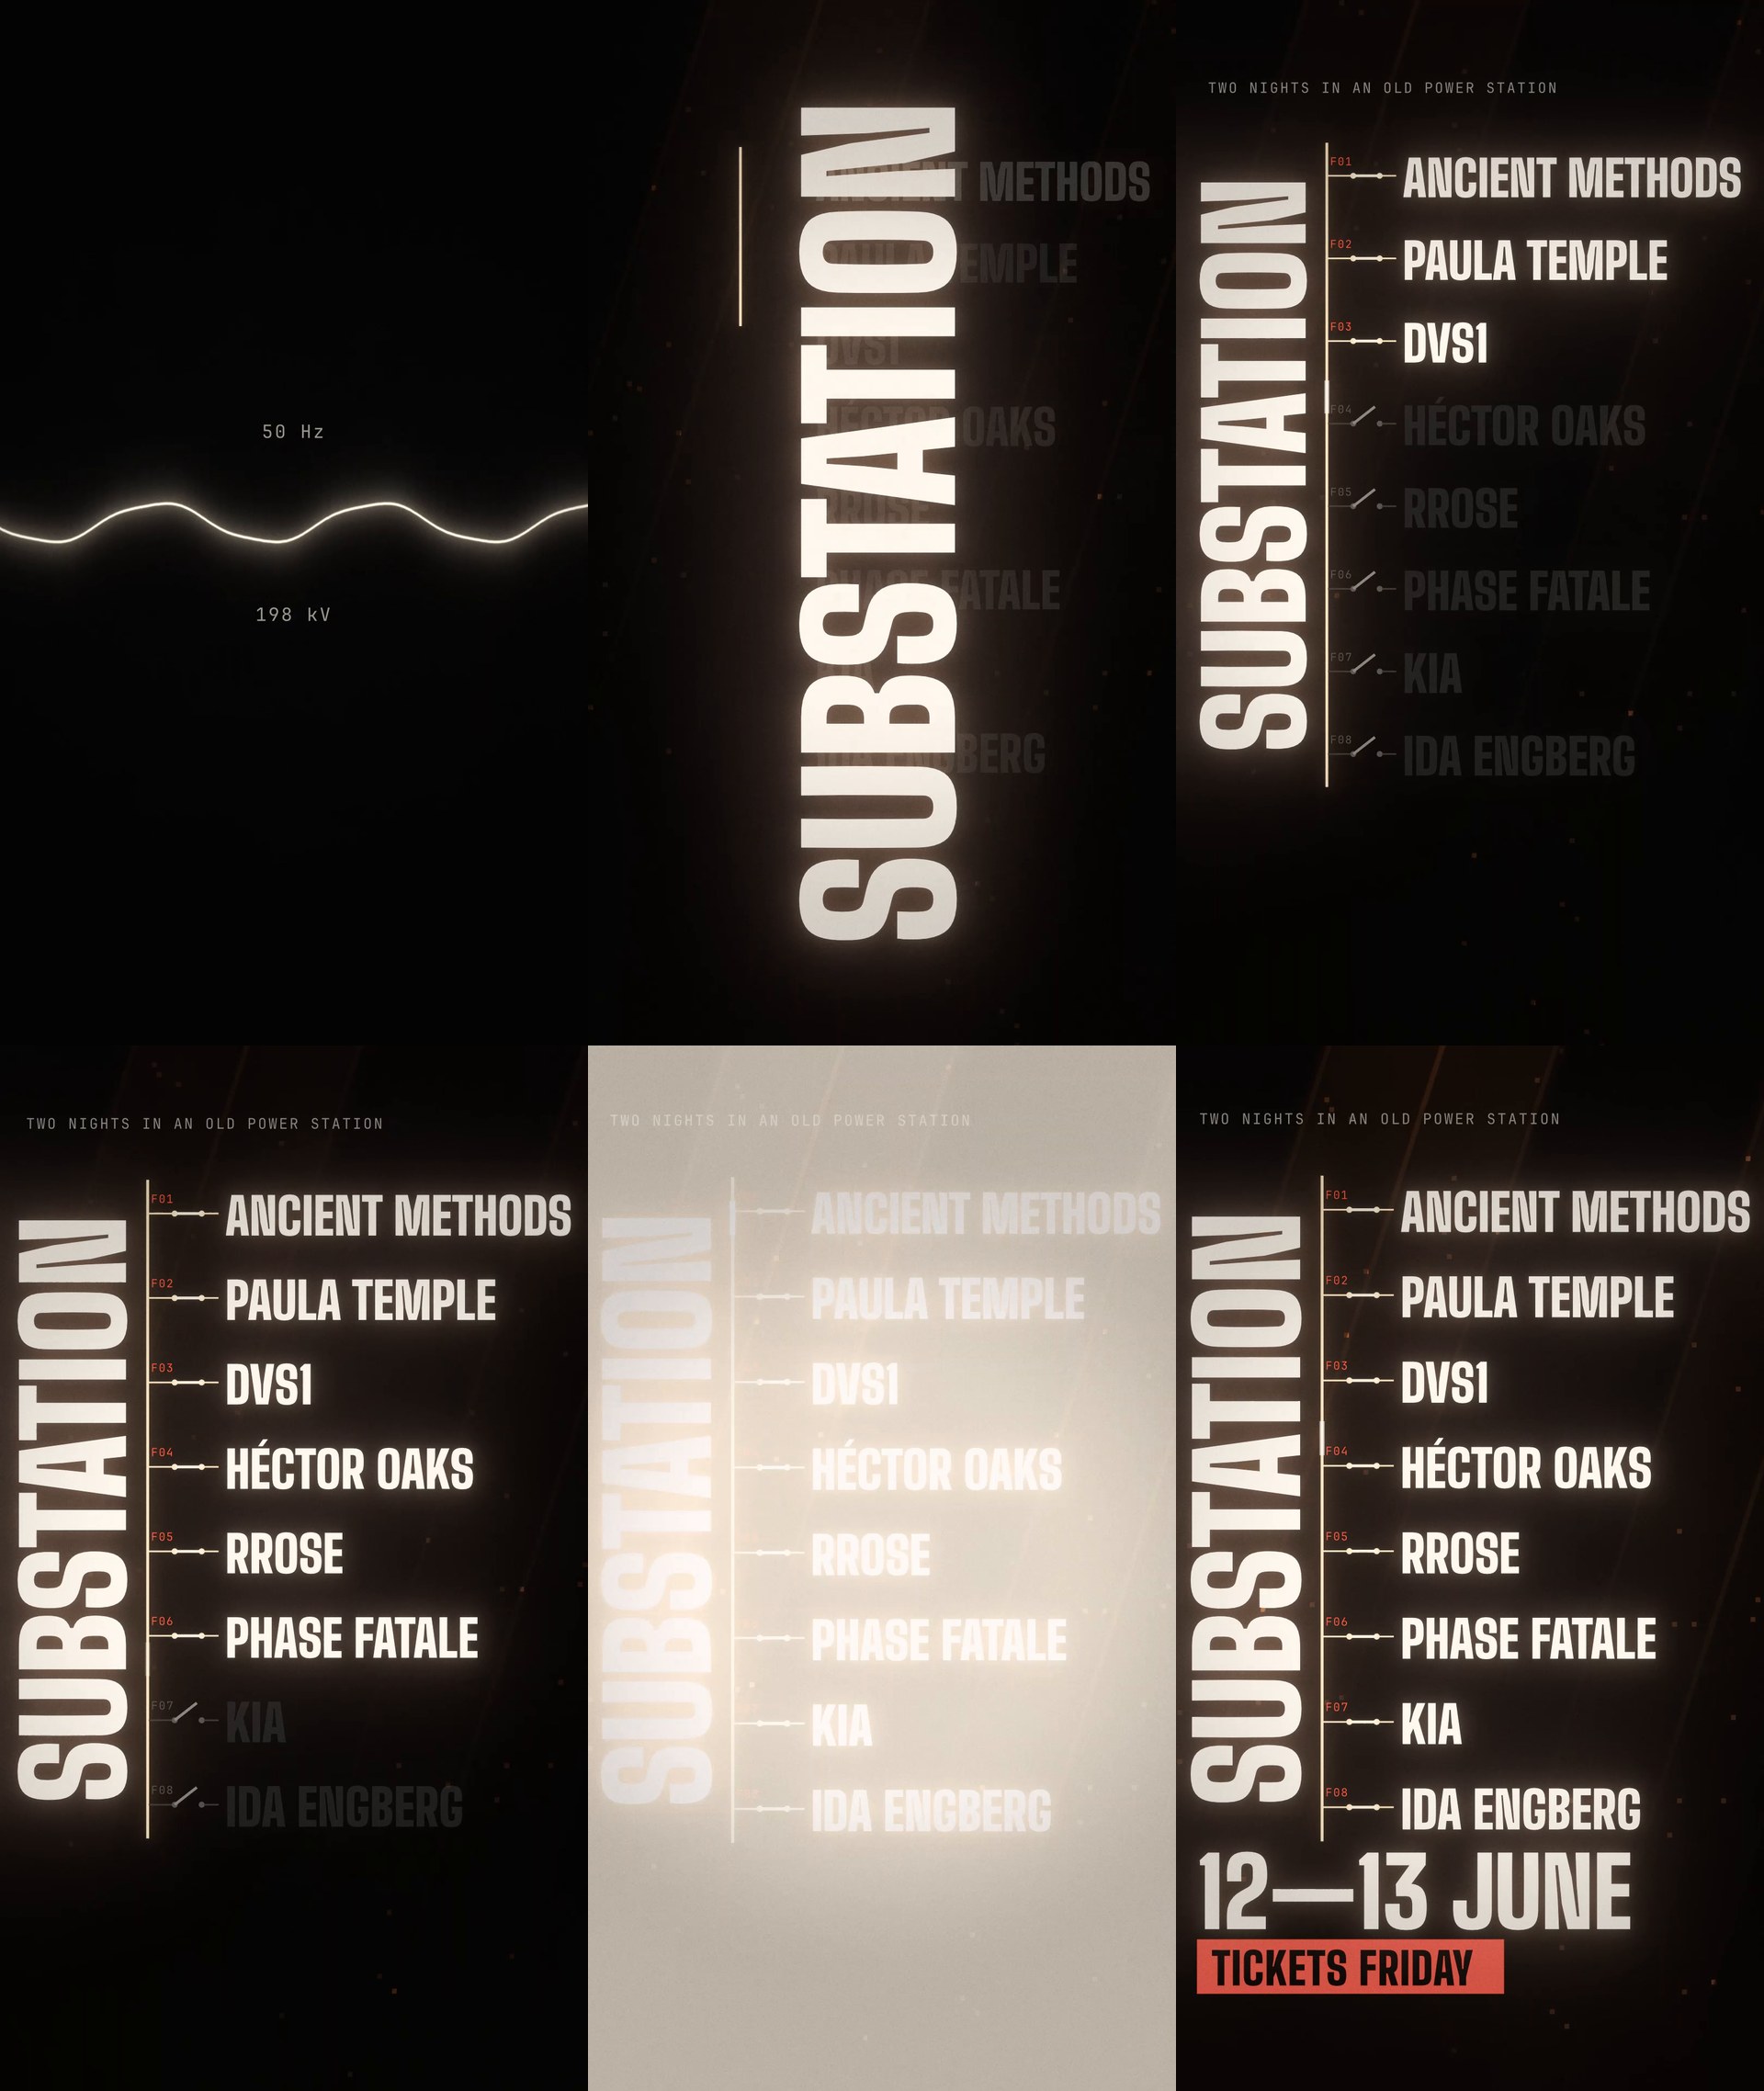 50 Hz
198 kV
SUBSTATION
ANCIENT METHODS
PAULA TEMPLE
DVS1
HÉCTOR OAKS
RROSE
PHASE FATALE
KIA
IDA ENGBERG
TWO NIGHTS IN AN OLD POWER STATION
SUBSTATION
F01 ANCIENT METHODS
F02 PAULA TEMPLE
F03 DVS1
F04 HÉCTOR OAKS
F05 RROSE
F06 PHASE FATALE
F07 KIA
F08 IDA ENGBERG
TWO NIGHTS IN AN OLD POWER STATION
SUBSTATION
F01 ANCIENT METHODS
F02 PAULA TEMPLE
F03 DVS1
F04 HÉCTOR OAKS
F05 RROSE
F06 PHASE FATALE
F07 KIA
F08 IDA ENGBERG
TWO NIGHTS IN AN OLD POWER STATION
SUBSTATION
ANCIENT METHODS
PAULA TEMPLE
DVS1
HÉCTOR OAKS
RROSE
PHASE FATALE
KIA
IDA ENGBERG
TWO NIGHTS IN AN OLD POWER STATION
SUBSTATION
F01 ANCIENT METHODS
F02 PAULA TEMPLE
F03 DVS1
F04 HÉCTOR OAKS
F05 RROSE
F06 PHASE FATALE
F07 KIA
F08 IDA ENGBERG
12—13 JUNE
TICKETS FRIDAY